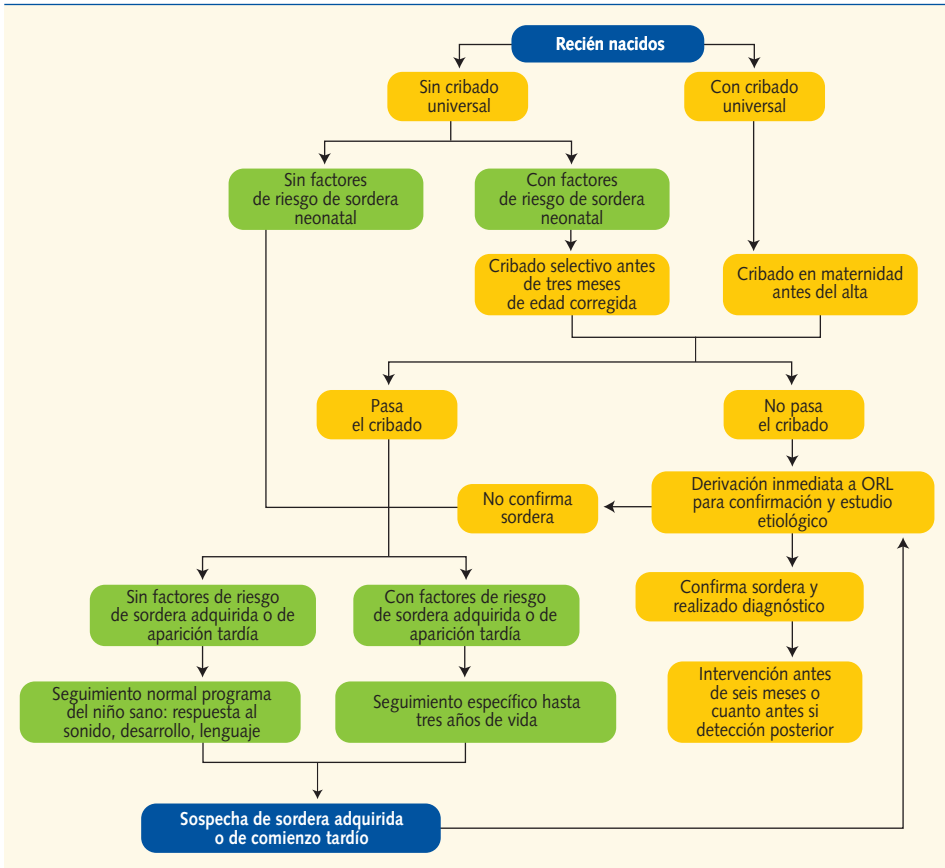 Recién nacidos
Sin cribado
universal
Con cribado
universal
Sin factores
de riesgo de sordera
neonatal
Con factores
de riesgo de sordera
neonatal
Cribado selectivo antes
de tres meses
de edad corregida
Cribado en maternidad
antes del alta
Pasa
el cribado
No pasa
el cribado
No confirma
sordera
Derivación inmediata a ORL
para confirmación y estudio
etiológico
Sin factores de riesgo
de sordera adquirida o de
aparición tardía
Con factores de riesgo
de sordera adquirida o de
aparición tardía
Confirma sordera y
realizado diagnóstico
Seguimiento normal programa
del niño sano: respuesta al
sonido, desarrollo, lenguaje
Seguimiento específico hasta
tres años de vida
Intervención antes
de seis meses o
cuanto antes si
detección posterior
Sospecha de sordera adquirida
o de comienzo tardío